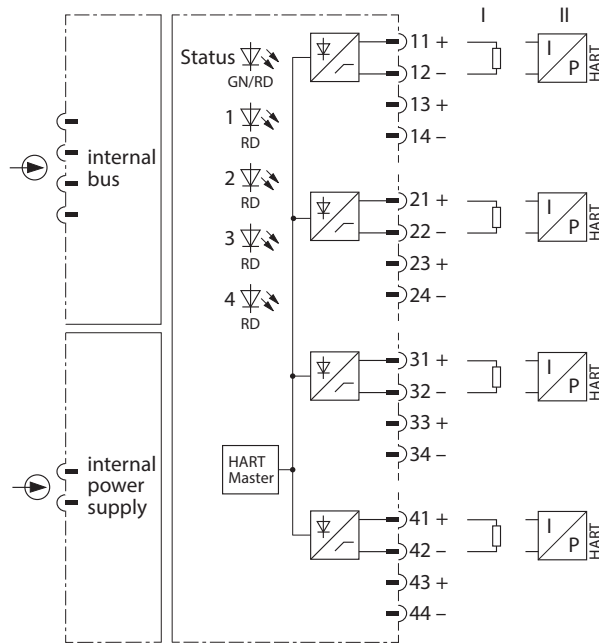 I II
Status
GN/RD
11 +
12 –
13 +
14 –
I
P
HART
1
RD
internal
bus
2
RD
21 +
22 –
23 +
24 –
I
P
HART
3
RD
4
RD
31 +
32 –
33 +
34 –
I
P
HART
internal
power
supply
HART
Master
41 +
42 –
43 +
44 –
I
P
HART